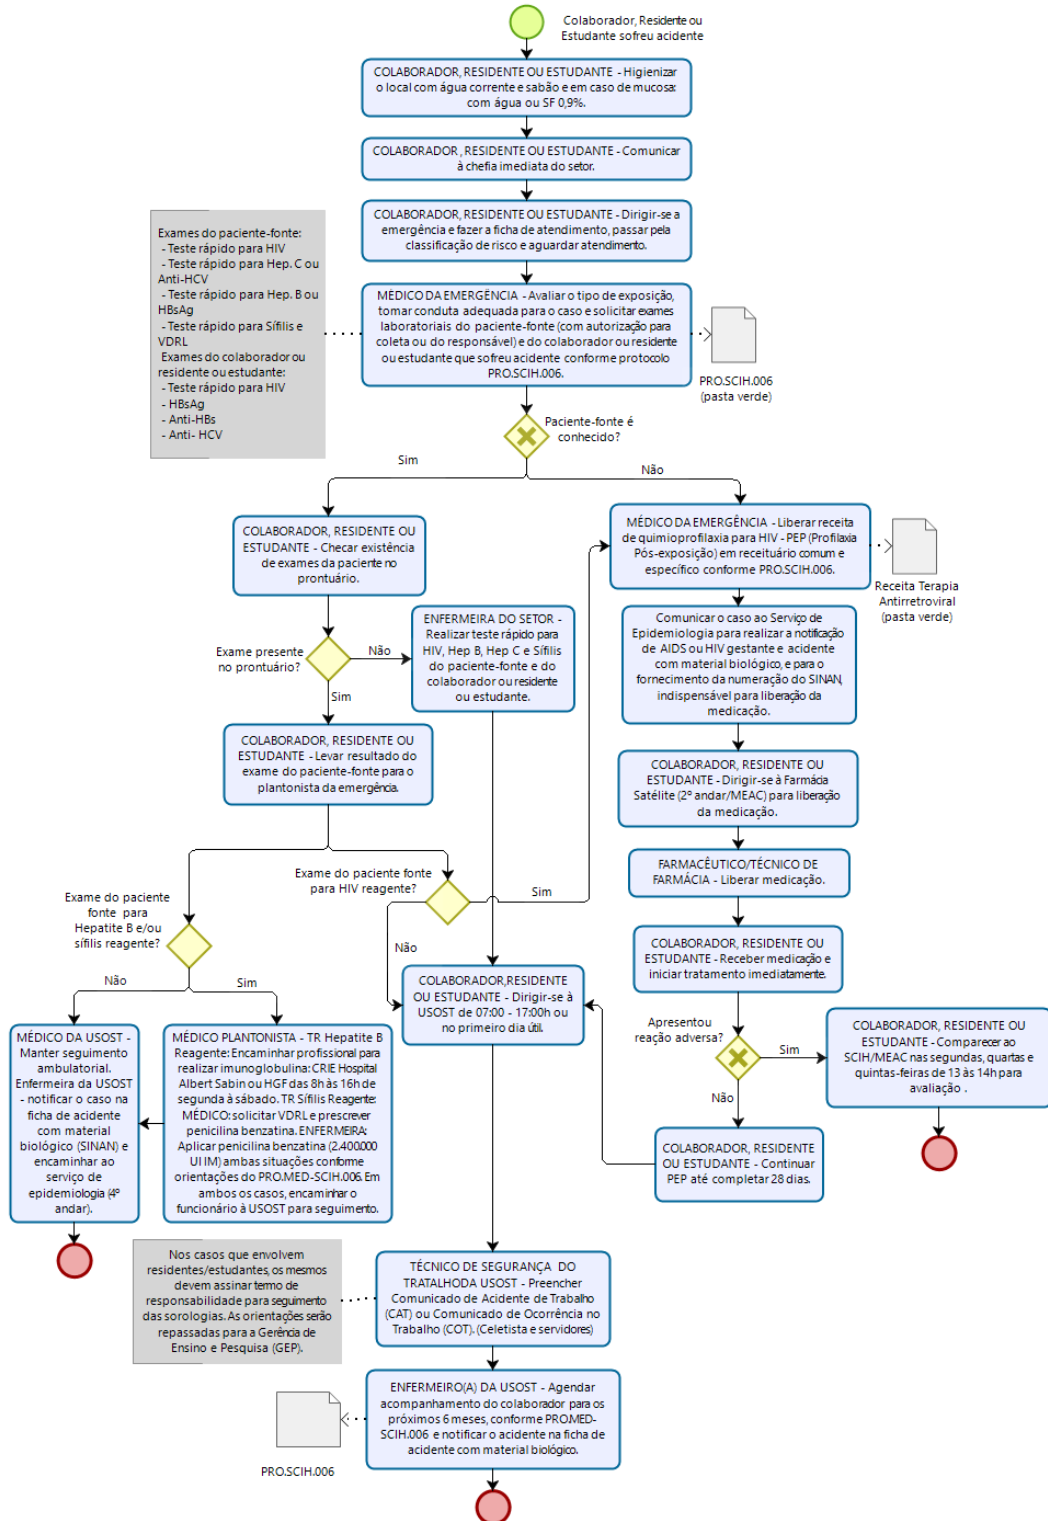 Colaborador, Residente ou
Estudante sofreu acidente
COLABORADOR, RESIDENTE OU ESTUDANTE - Higienizar
o local com água corrente e sabão e em caso de mucosa:
com água ou SF 0,9%.
COLABORADOR, RESIDENTE OU ESTUDANTE - Comunicar
à chefia imediata do setor.
COLABORADOR, RESIDENTE OU ESTUDANTE - Dirigir-se a
emergência e fazer a ficha de atendimento, passar pela
classificação de risco e aguardar atendimento.
Exames do paciente-fonte:
- Teste rápido para HIV
- Teste rápido para Hep. C ou
Anti-HCV
- Teste rápido para Hep. B ou
HBsAg
- Teste rápido para Sífilis e
VDRL
Exames do colaborador ou
residente ou estudante:
- Teste rápido para HIV
- HBsAg
- Anti-HBs
- Anti- HCV
MÉDICO DA EMERGÊNCIA - Avaliar o tipo de exposição,
tomar conduta adequada para o caso e solicitar exames
laboratoriais do paciente-fonte (com autorização para
coleta ou do responsável) e do colaborador ou residente
ou estudante que sofreu acidente conforme protocolo
PRO.SCIH.006.
PRO.SCIH.006
(pasta verde)
Paciente-fonte é
conhecido?
Sim
Não
COLABORADOR, RESIDENTE OU
ESTUDANTE - Checar existência
de exames da paciente no
prontuário.
MÉDICO DA EMERGÊNCIA - Liberar receita
de quimioprofilaxia para HIV - PEP (Profilaxia
Pós-exposição) em receituário comum e
específico conforme PRO.SCIH.006.
Receita Terapia
Antirretroviral
(pasta verde)
Exame presente
no prontuário?
Não
Sim
ENFERMEIRA DO SETOR -
Realizar teste rápido para
HIV, Hep B, Hep C e Sífilis
do paciente-fonte e do
colaborador ou residente
ou estudante.
Comunicar o caso ao Serviço de
Epidemiologia para realizar a notificação
de AIDS ou HIV gestante e acidente
com material biológico, e para o
fornecimento da numeração do SINAN,
indispensável para liberação da
medicação.
COLABORADOR, RESIDENTE OU
ESTUDANTE - Levar resultado do
exame do paciente-fonte para o
plantonista da emergência.
COLABORADOR, RESIDENTE OU
ESTUDANTE - Dirigir-se à Farmácia
Satélite (2º andar/MEAC) para liberação
da medicação.
FARMACÊUTICO/TÉCNICO DE
FARMÁCIA - Liberar medicação.
Exame do paciente fonte
para HIV reagente?
Sim
Não
Exame do paciente
fonte para
Hepatite B e/ou
sífilis reagente?
Não
Sim
COLABORADOR, RESIDENTE OU
ESTUDANTE - Receber medicação e
iniciar tratamento imediatamente.
COLABORADOR,RESIDENTE
OU ESTUDANTE - Dirigir-se à
USOST de 07:00 - 17:00h ou
no primeiro dia útil.
Apresentou
reação adversa?
Sim
Não
COLABORADOR, RESIDENTE OU
ESTUDANTE - Comparecer ao
SCIH/MEAC nas segundas, quartas e
quintas-feiras de 13 às 14h para
avaliação .
MÉDICO DA USOST -
Manter seguimento
ambulatorial.
Enfermeira da USOST
- notificar o caso na
ficha de acidente
com material
biológico (SINAN) e
encaminhar ao
serviço de
epidemiologia (4º
andar).
MÉDICO PLANTONISTA - TR Hepatite B
Reagente: Encaminhar profissional para
realizar imunoglobulina: CRIE Hospital
Albert Sabin ou HGF das 8h às 16h de
segunda à sábado. TR Sífilis Reagente:
MÉDICO: solicitar VDRL e prescrever
penicilina benzatina. ENFERMEIRA:
Aplicar penicilina benzatina (2.400.000
UI IM) ambas situações conforme
orientações do PRO.MED-SCIH.006. Em
ambos os casos, encaminhar o
funcionário à USOST para seguimento.
COLABORADOR, RESIDENTE
OU ESTUDANTE - Continuar
PEP até completar 28 dias.
Nos casos que envolvem
residentes/estudantes, os mesmos
devem assinar termo de
responsabilidade para seguimento
das sorologias. As orientações serão
repassadas para a Gerência de
Ensino e Pesquisa (GEP).
TÉCNICO DE SEGURANÇA DO
TRATALHODA USOST - Preencher
Comunicado de Acidente de Trabalho
(CAT) ou Comunicado de Ocorrência no
Trabalho (COT). (Celetista e servidores)
ENFERMEIRO(A) DA USOST - Agendar
acompanhamento do colaborador para os
próximos 6 meses, conforme PRO.MED-
SCIH.006 e notificar o acidente na ficha de
acidente com material biológico.
PRO.SCIH.006